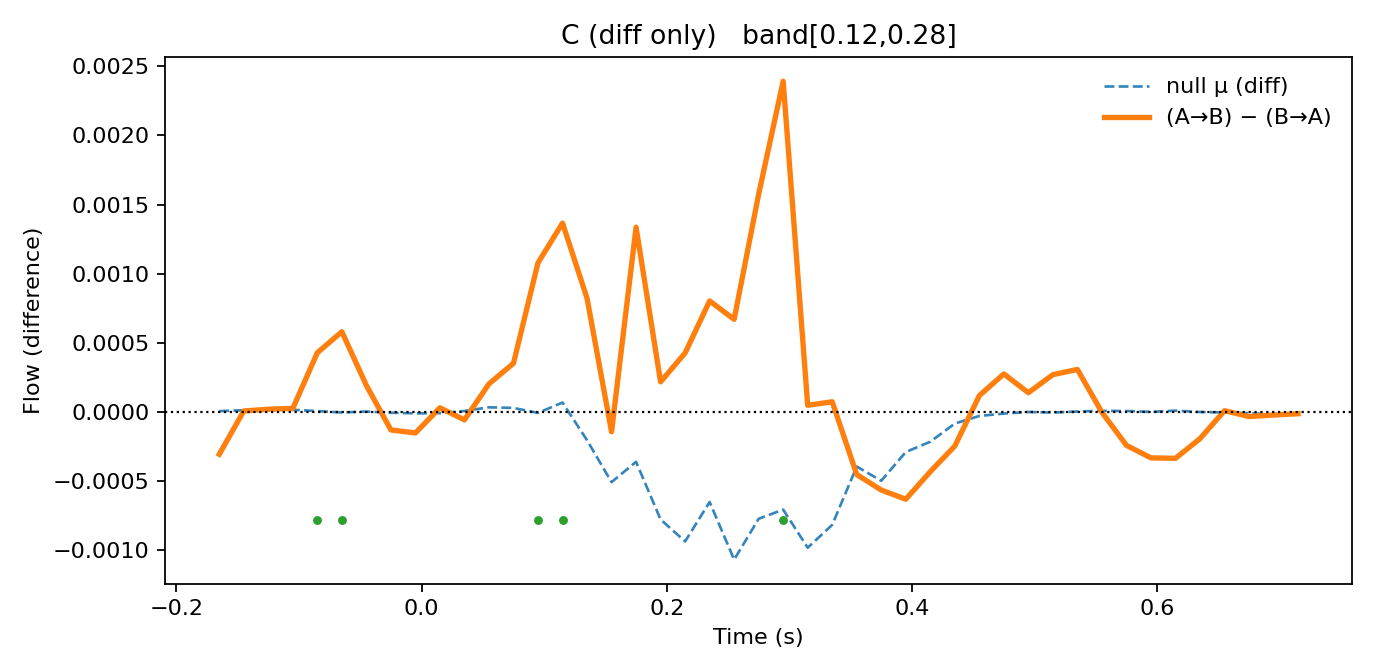 C (diff only)   band[0.12,0.28]
null μ (diff)
(A→B) − (B→A)
Flow (difference)
0.0025
0.0020
0.0015
0.0010
0.0005
0.0000
−0.0005
−0.0010
−0.2
0.0
0.2
0.4
0.6
Time (s)